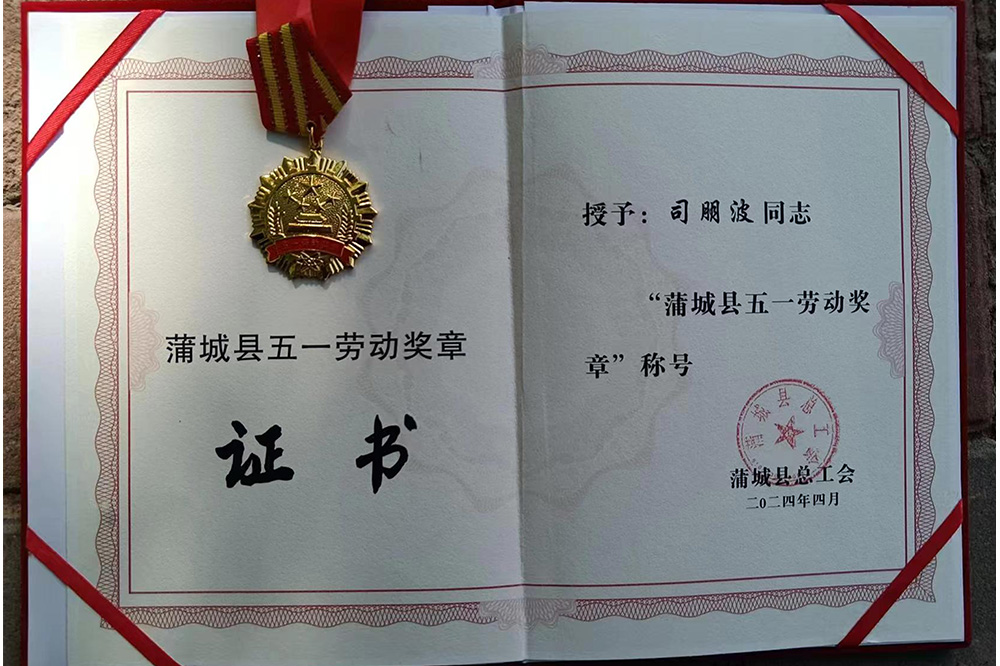 蒲城县五一劳动奖章
证书
授予：司朋波同志
“蒲城县五一劳动奖
章”称号
蒲城县总工会
二〇二四年四月